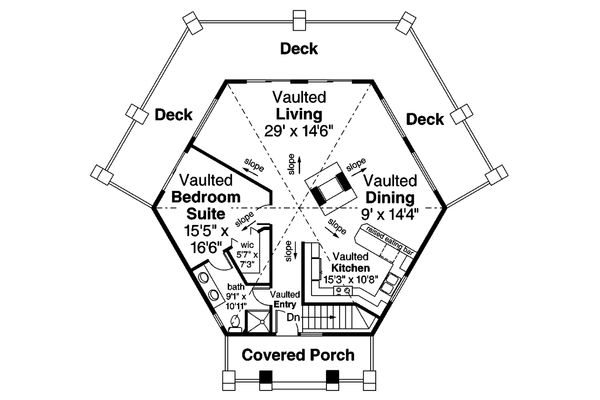 Deck
Deck
Deck
Vaulted
Living
29' x 14'6"
slope
slope
slope
Vaulted
Bedroom
Suite
15'5" x
16'6"
Vaulted
Dining
9' x 14'4"
slope
slope
slope
raised eating bar
wic
5'7" x
7'3"
Vaulted
Kitchen
15'3" x 10'8"
bath
9'1" x
10'11"
Vaulted
Entry
Dn
Covered Porch